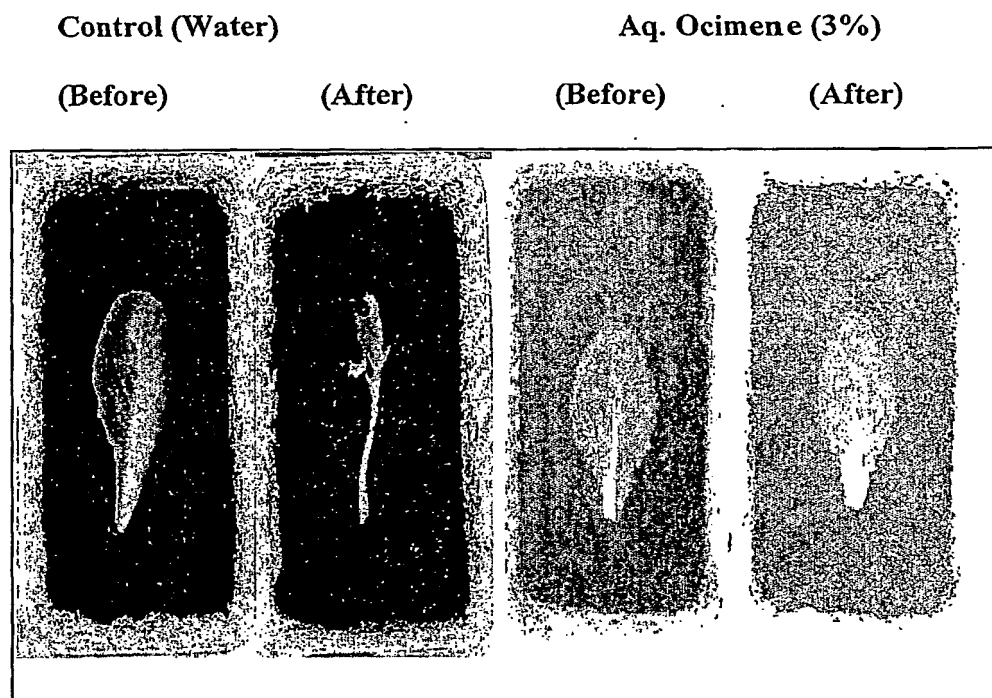 Control (Water) Aq. Ocimene (3%)
(Before) (After) (Before) (After)